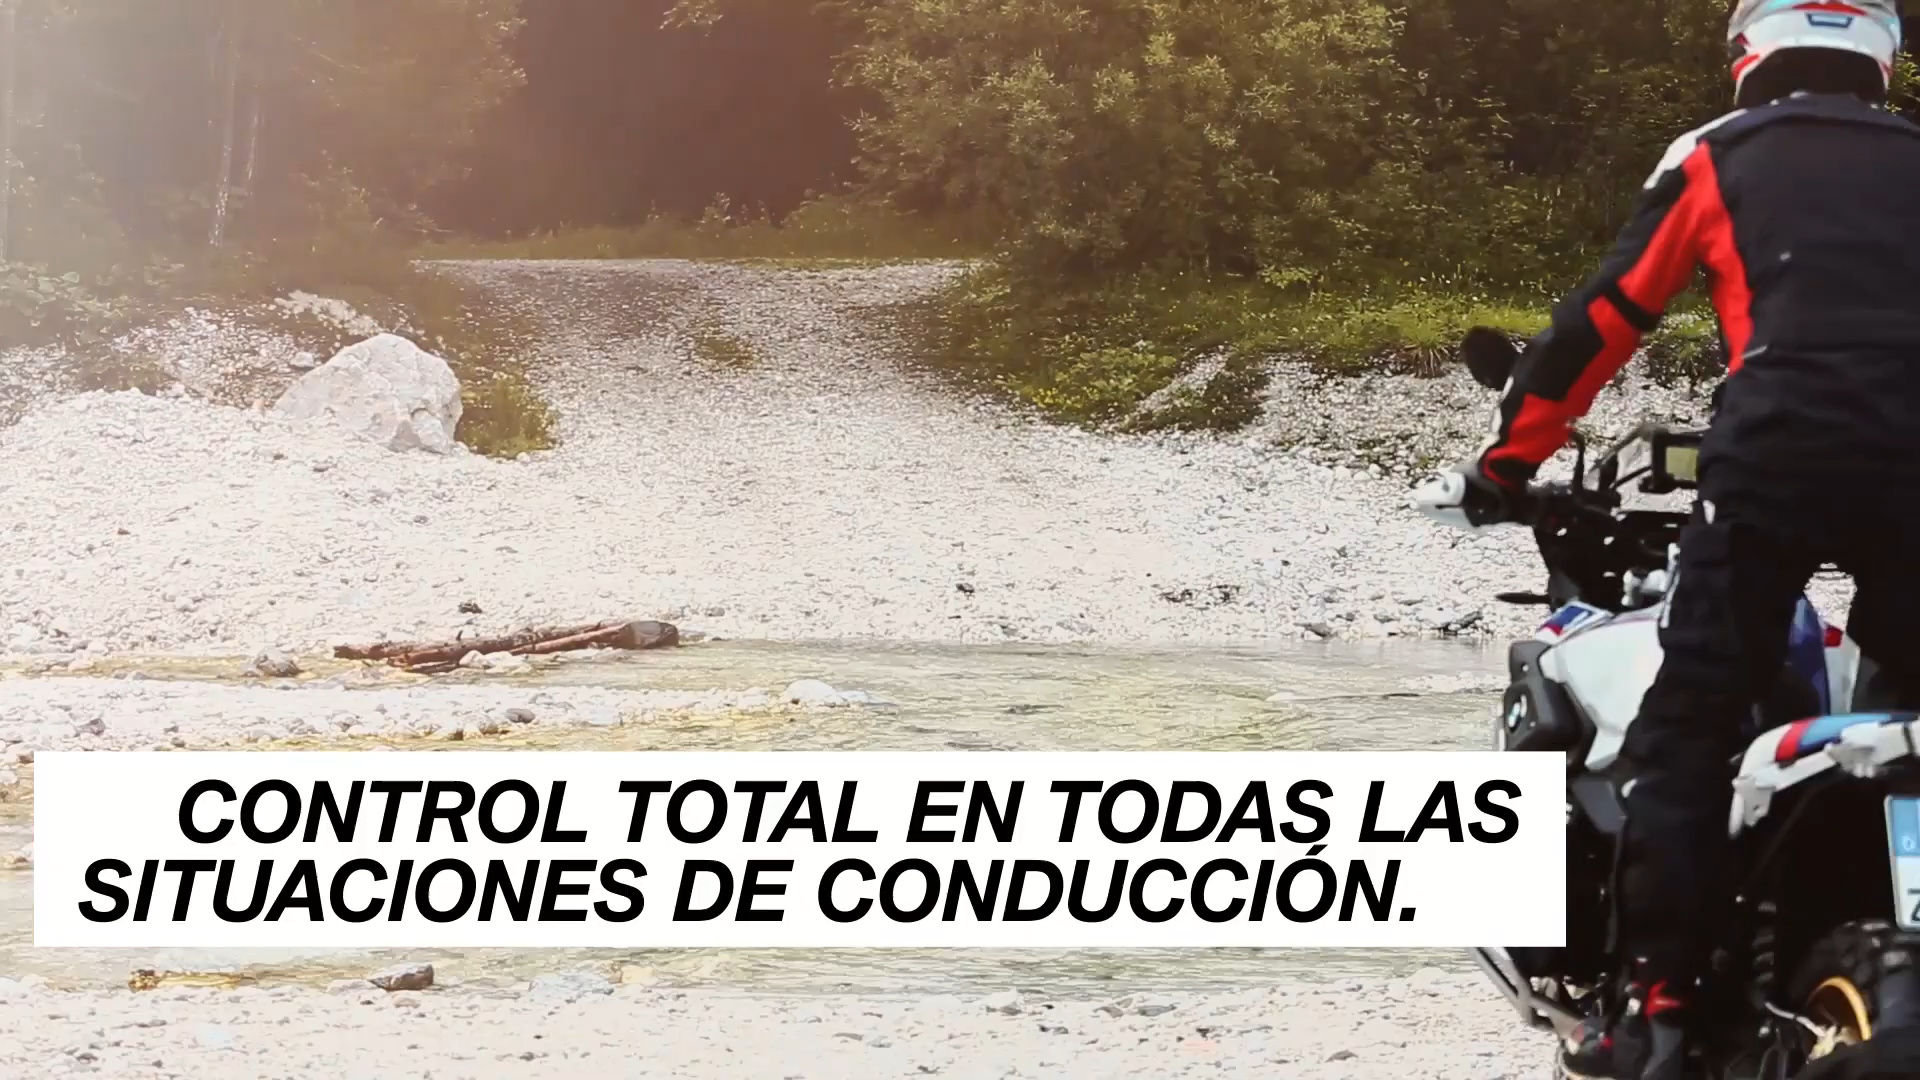 CONTROL TOTAL EN TODAS LAS
SITUACIONES DE CONDUCCIÓN.